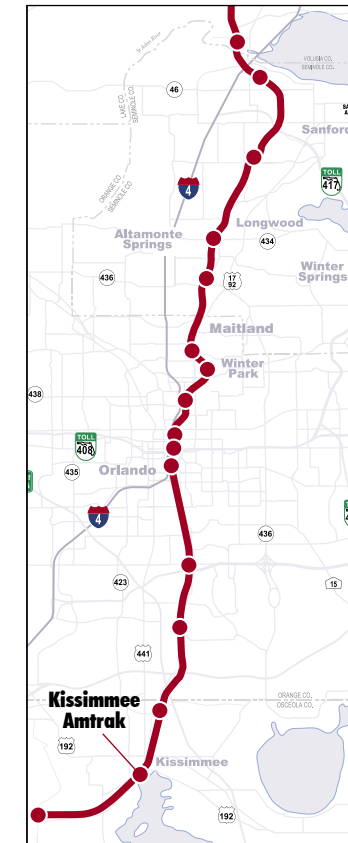 St Johns River
VOLUSIA CO.
SEMINOLE CO.
46
LAKE CO.
SEMINOLE CO.
Sanford
TOLL
417
ORANGE CO.
SEMINOLE CO.
4
Longwood
Altamonte
Springs
434
436
17
92
Winter
Springs
Maitland
Winter
Park
438
TOLL
408
Orlando
435
4
436
423
15
441
Kissimmee
Amtrak
ORANGE CO.
OSCEOLA CO.
192
Kissimmee
192